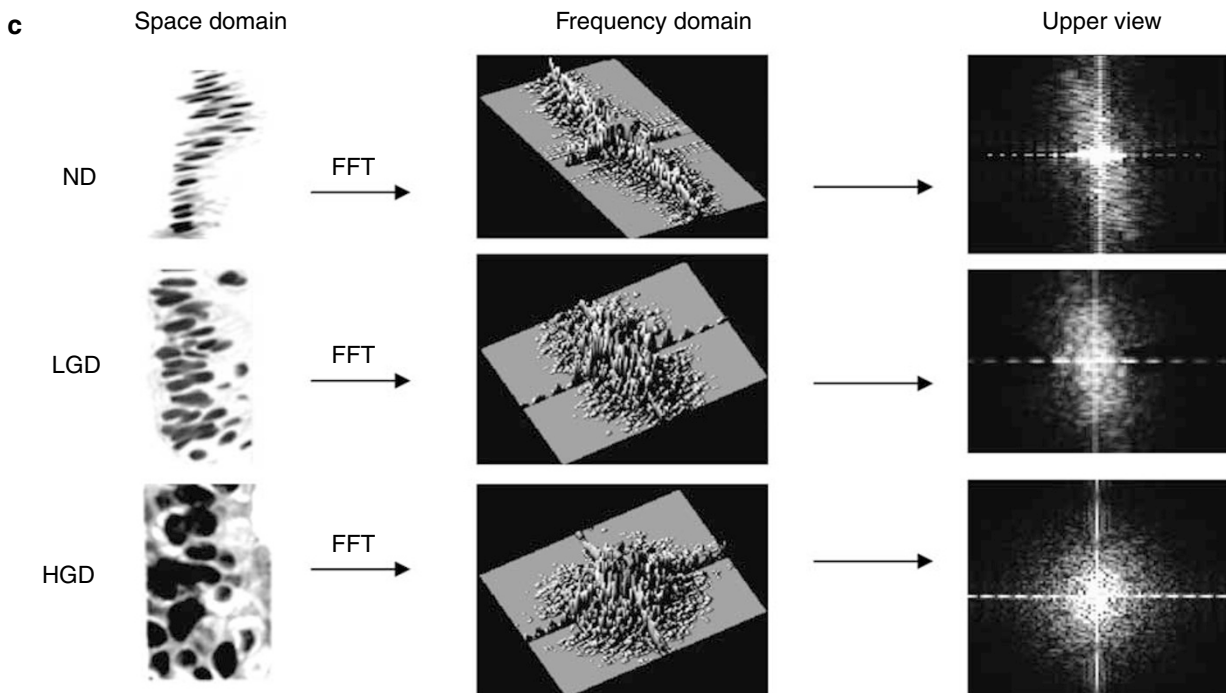 c
Space domain
Frequency domain
Upper view
ND
FFT
LGD
FFT
HGD
FFT